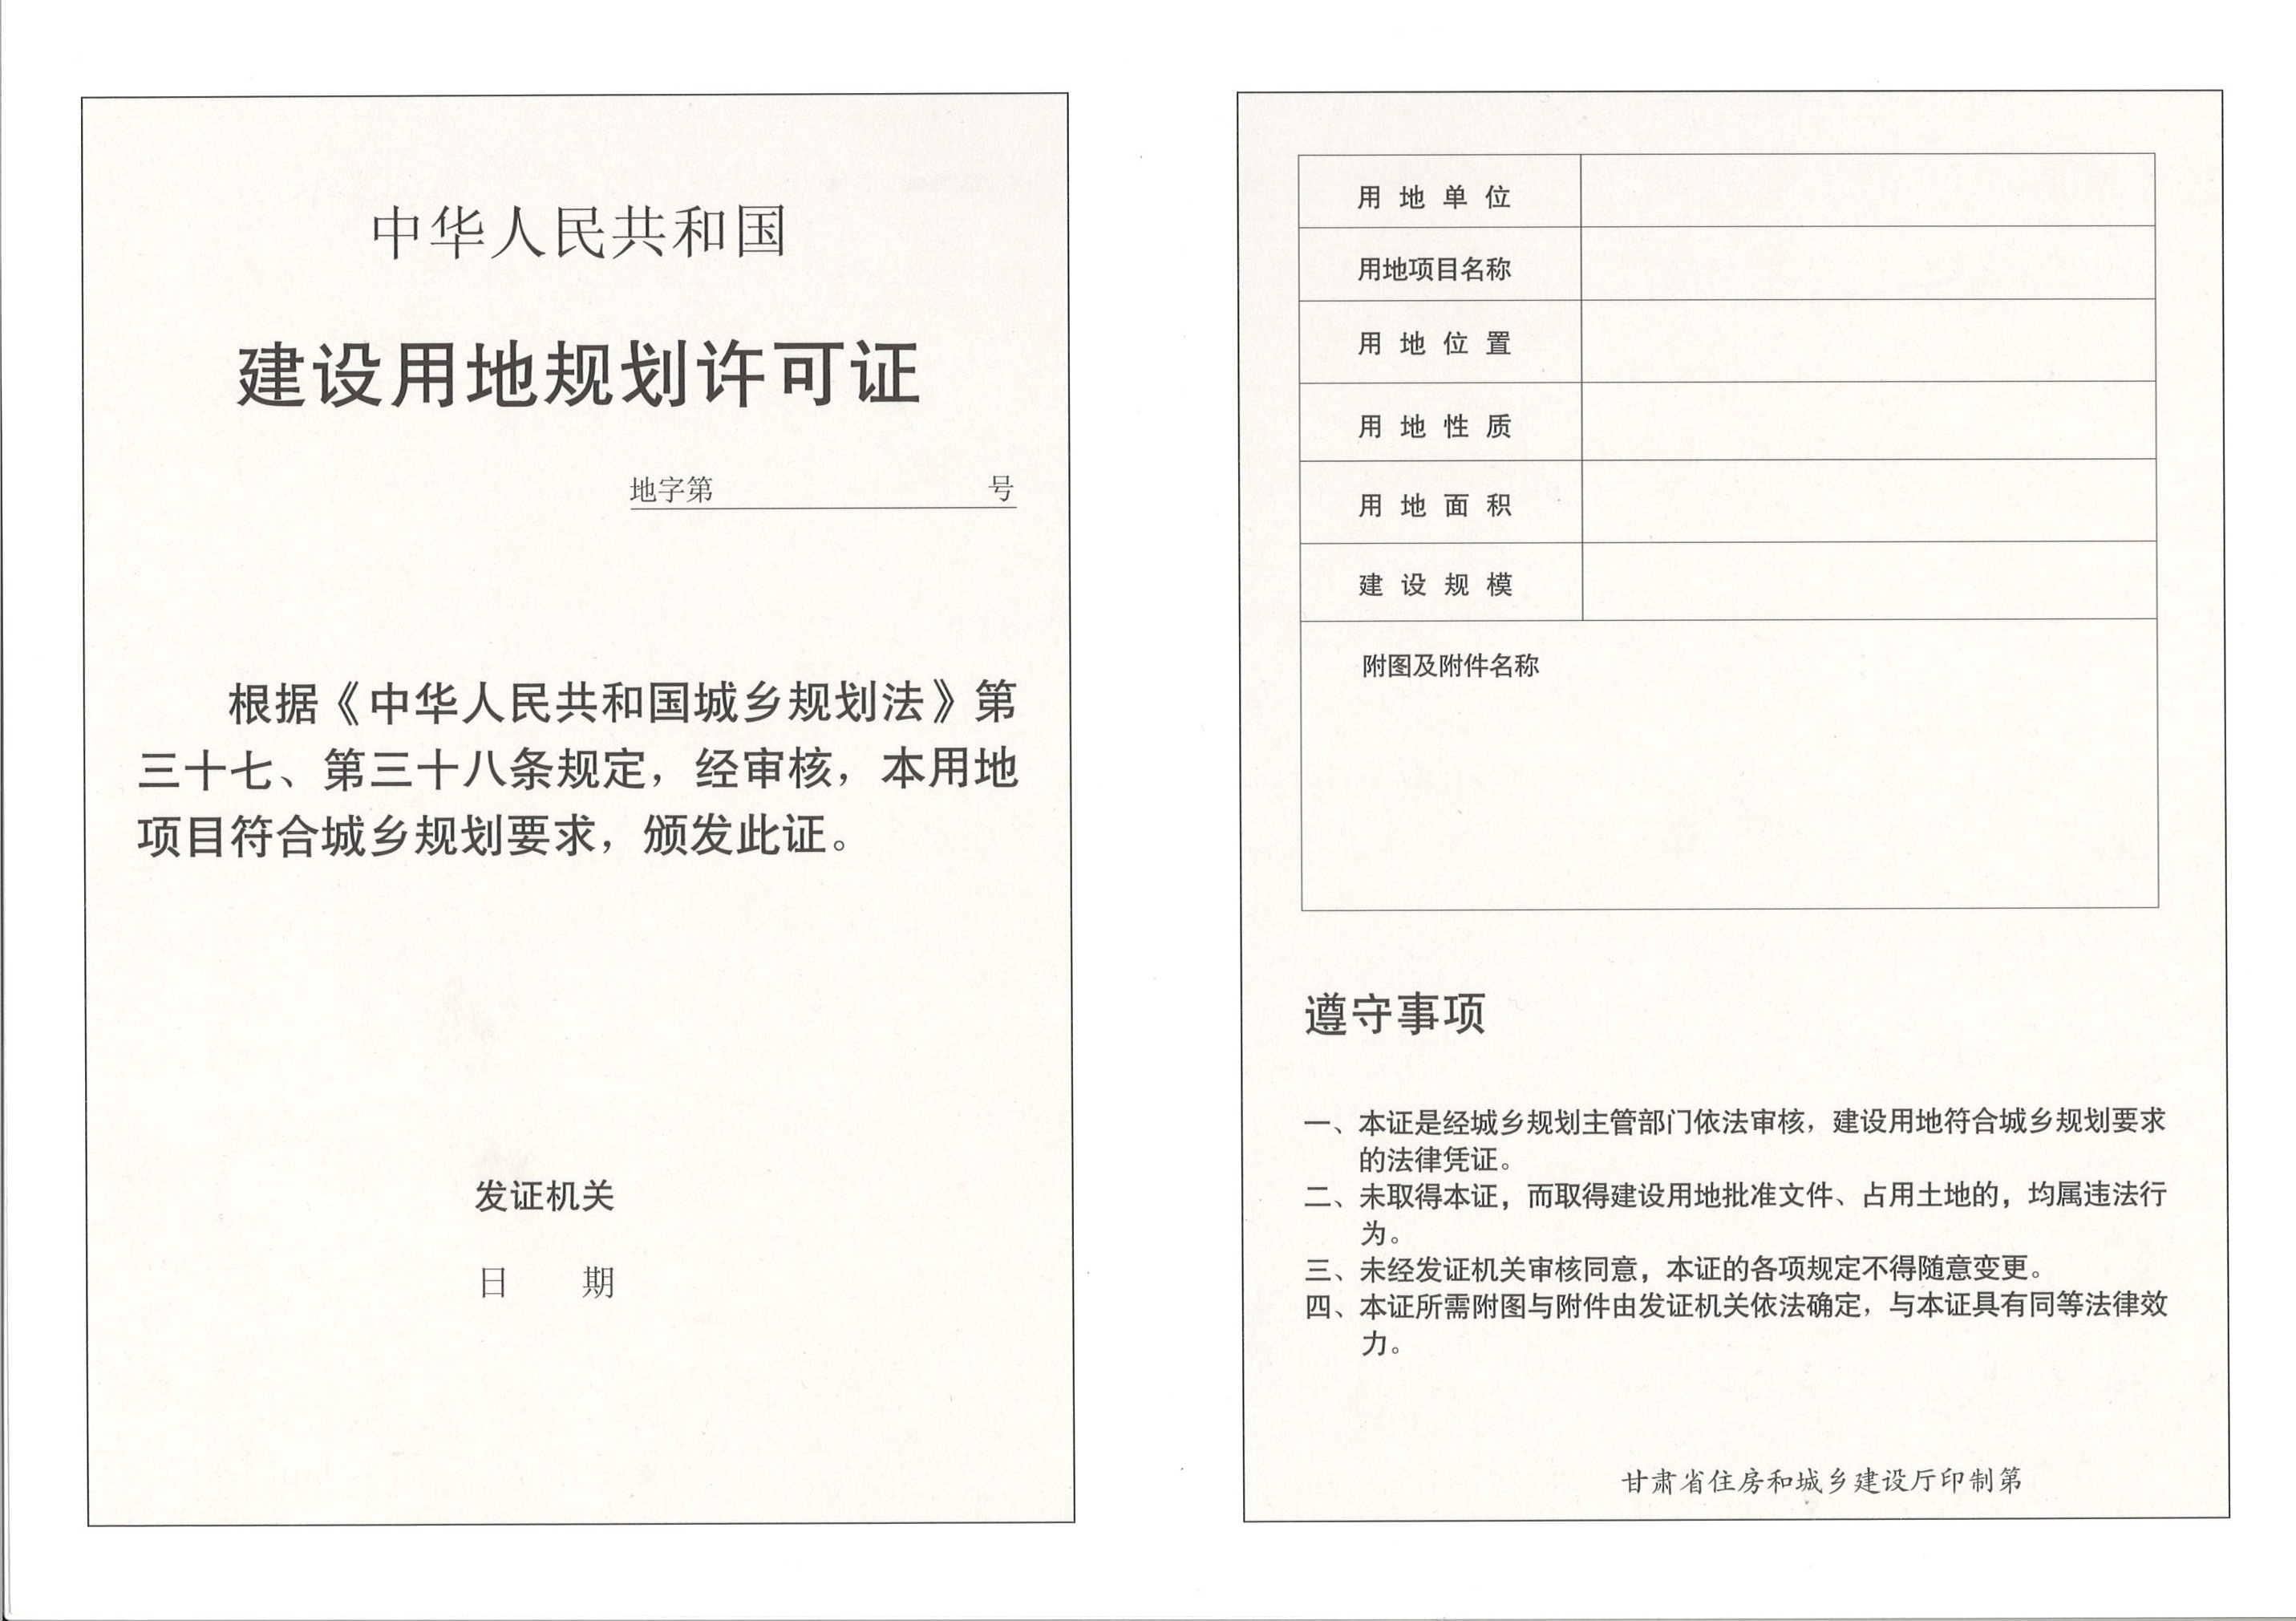 中华人民共和国
建设用地规划许可证
地字第 号
根据《中华人民共和国城乡规划法》第
三十七、第三十八条规定，经审核，本用地
项目符合城乡规划要求，颁发此证。
发证机关
日 期
用地单位
用地项目名称
用地位置
用地性质
用地面积
建设规模
附图及附件名称
遵守事项
一、本证是经城乡规划主管部门依法审核，建设用地符合城乡规划要求
的法律凭证。
二、未取得本证，而取得建设用地批准文件、占用土地的，均属违法行
为。
三、未经发证机关审核同意，本证的各项规定不得随意变更。
四、本证所需附图与附件由发证机关依法确定，与本证具有同等法律效
力。
甘肃省住房和城乡建设厅印制第